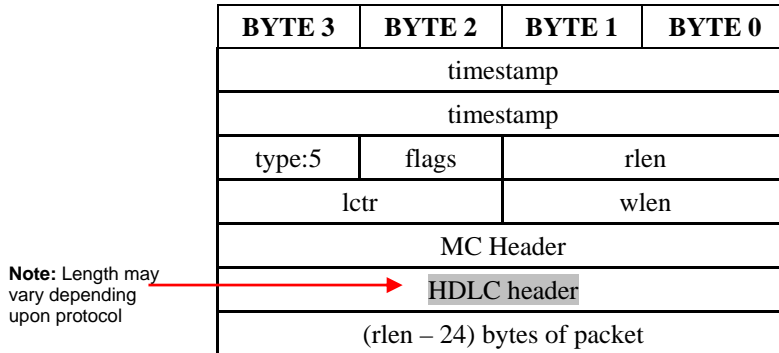 BYTE 3 BYTE 2 BYTE 1 BYTE 0
timestamp
timestamp
type:5 flags rlen
lctr wlen
MC Header
Note: Length may
vary depending
upon protocol
HDLC header
(rlen – 24) bytes of packet